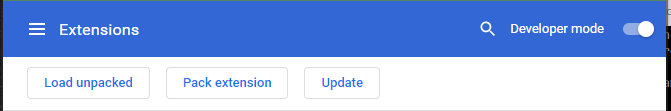 Extensions Developer mode
Load unpacked Pack extension Update